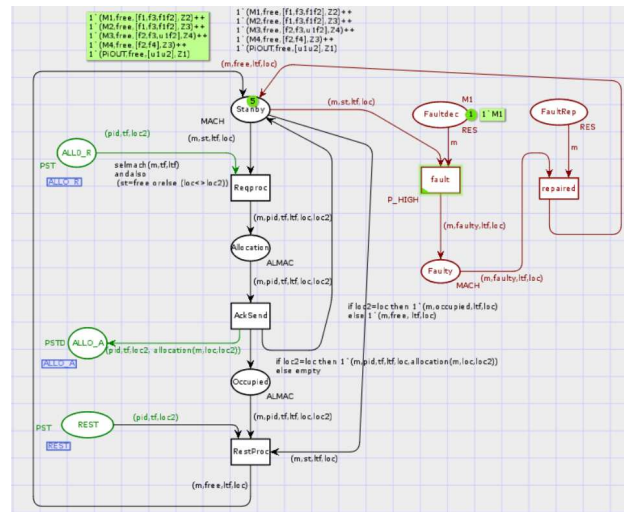 1`(M1,free,[f1,f3,f1f2],Z2)++
1`(M2,free,[f1,f3,f1f2],Z3)++
1`(M3,free,[f2,f3,u1f2],Z4)++
1`(M4,free,[f2,f4],Z3)++
1`(PiOUT,free,[u1u2],Z1)
1`(M1,free,[f1,f3,f1f2],Z2)++
1`(M2,free,[f1,f3,f1f2],Z3)++
1`(M3,free,[f2,f3,u1f2],Z4)++
1`(M4,free,[f2,f4],Z3)++
1`(PiOUT,free,[u1u2],Z1)
(m,free,ltf,loc)
5
Stanby
MACH
(m,st,ltf,loc)
M1
Faultdec
1
1`M1
RES
FaultRep
RES
m
m
(pid,tf,loc2)
(m,st,ltf,loc)
ALLO_R
PST
ALLO_R
selmach(m,tf,ltf)
andalso
(st=free orelse (loc<>loc2))
Reqproc
fault
P_HIGH
repaired
(m,pid,tf,ltf,loc,loc2)
(m,faulty,ltf,loc)
Allocation
ALMAC
Faulty
MACH
(m,faulty,ltf,loc)
(m,pid,tf,ltf,loc,loc2)
AckSend
if loc2=loc then 1`(m,occupied,ltf,loc)
else 1`(m,free, ltf,loc)
PSTD
ALLO_A
ALLO_A
(pid,tf,loc2, allocation(m,loc,loc2))
if loc2=loc then 1`(m,pid,tf,ltf,loc,allocation(m,loc,loc2))
else empty
Occupied
ALMAC
(pid,tf,loc2)
(m,pid,tf,ltf,loc,loc2)
PST
REST
REST
RestProc
(m,st,ltf,loc)
(m,free,ltf,loc)